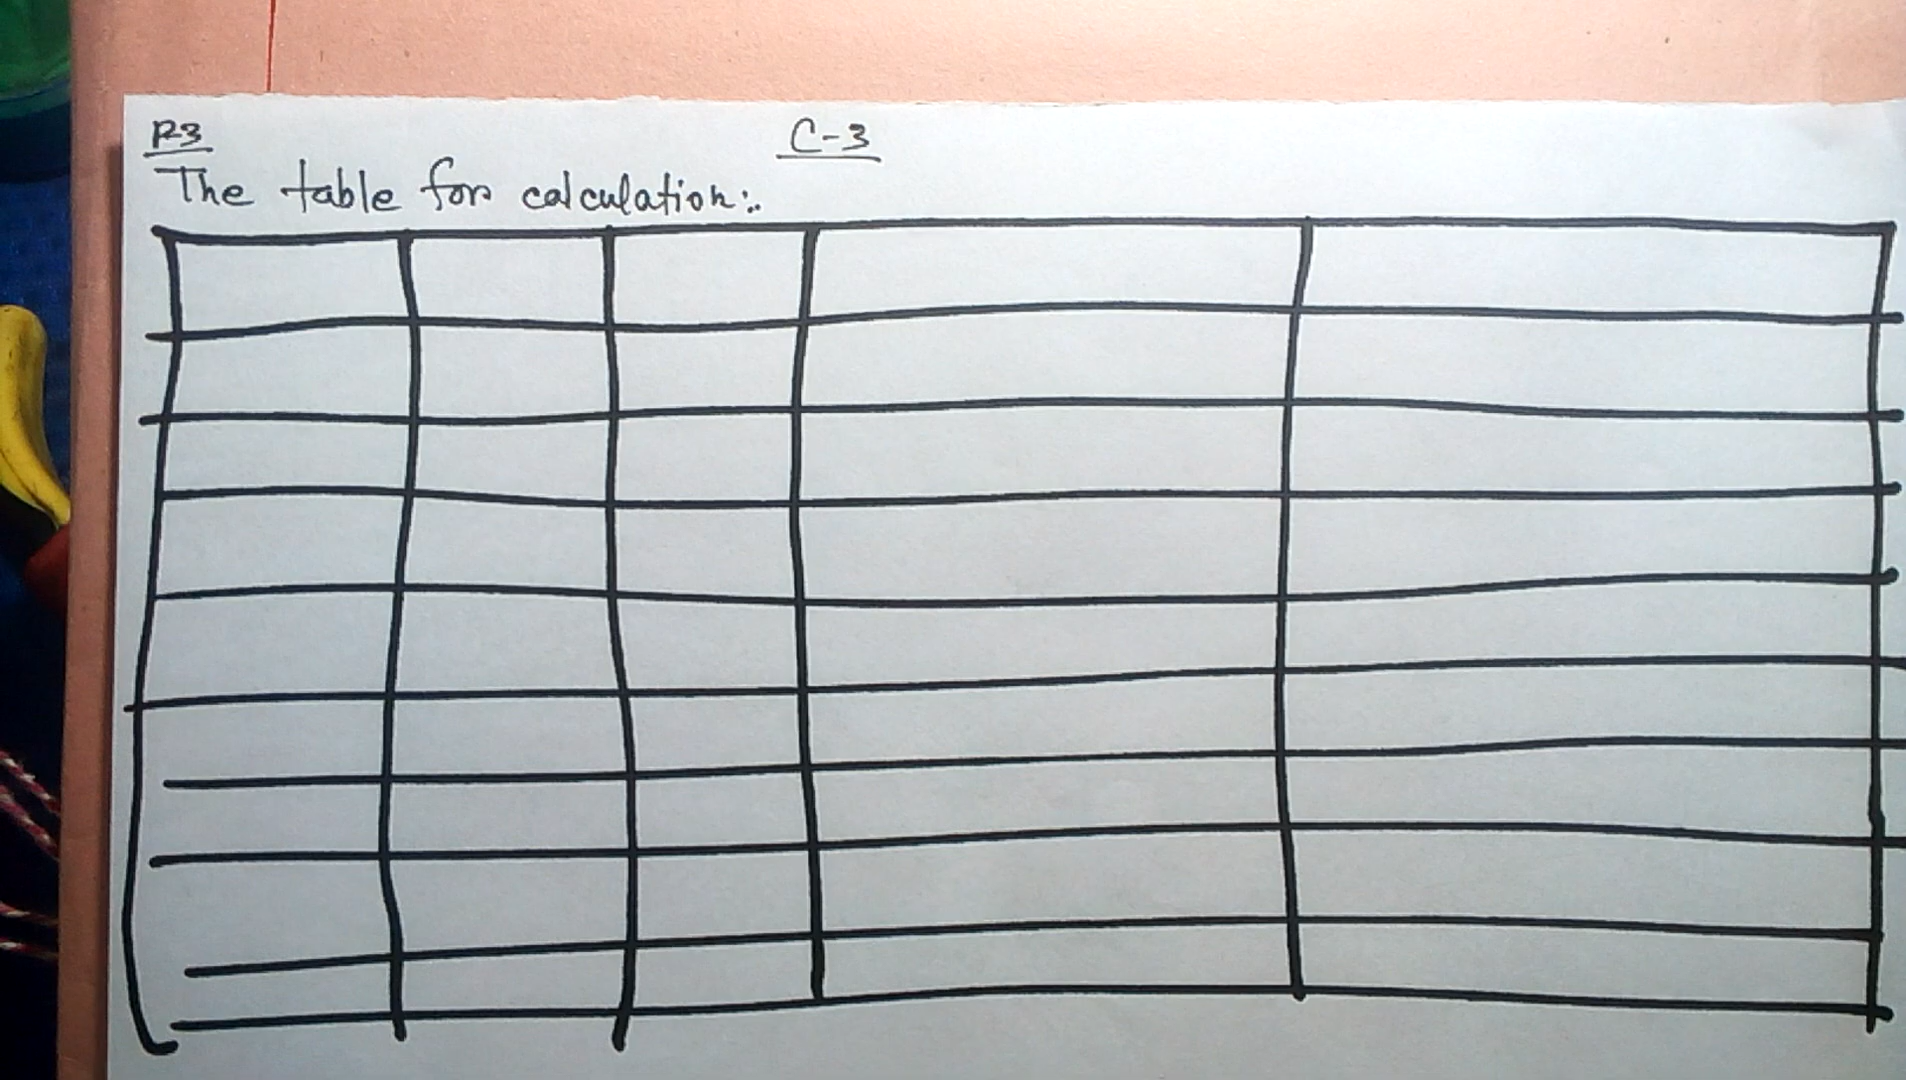 P3
C-3
The table for calculation:.